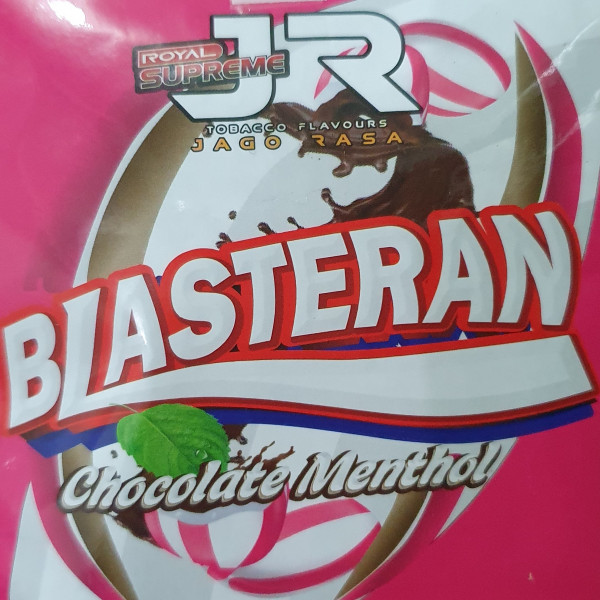 JR
ROYAL
SUPREME
TOBACCO FLAVOURS
JAGO RASA
BLASTERAN
Chocolate Menthol